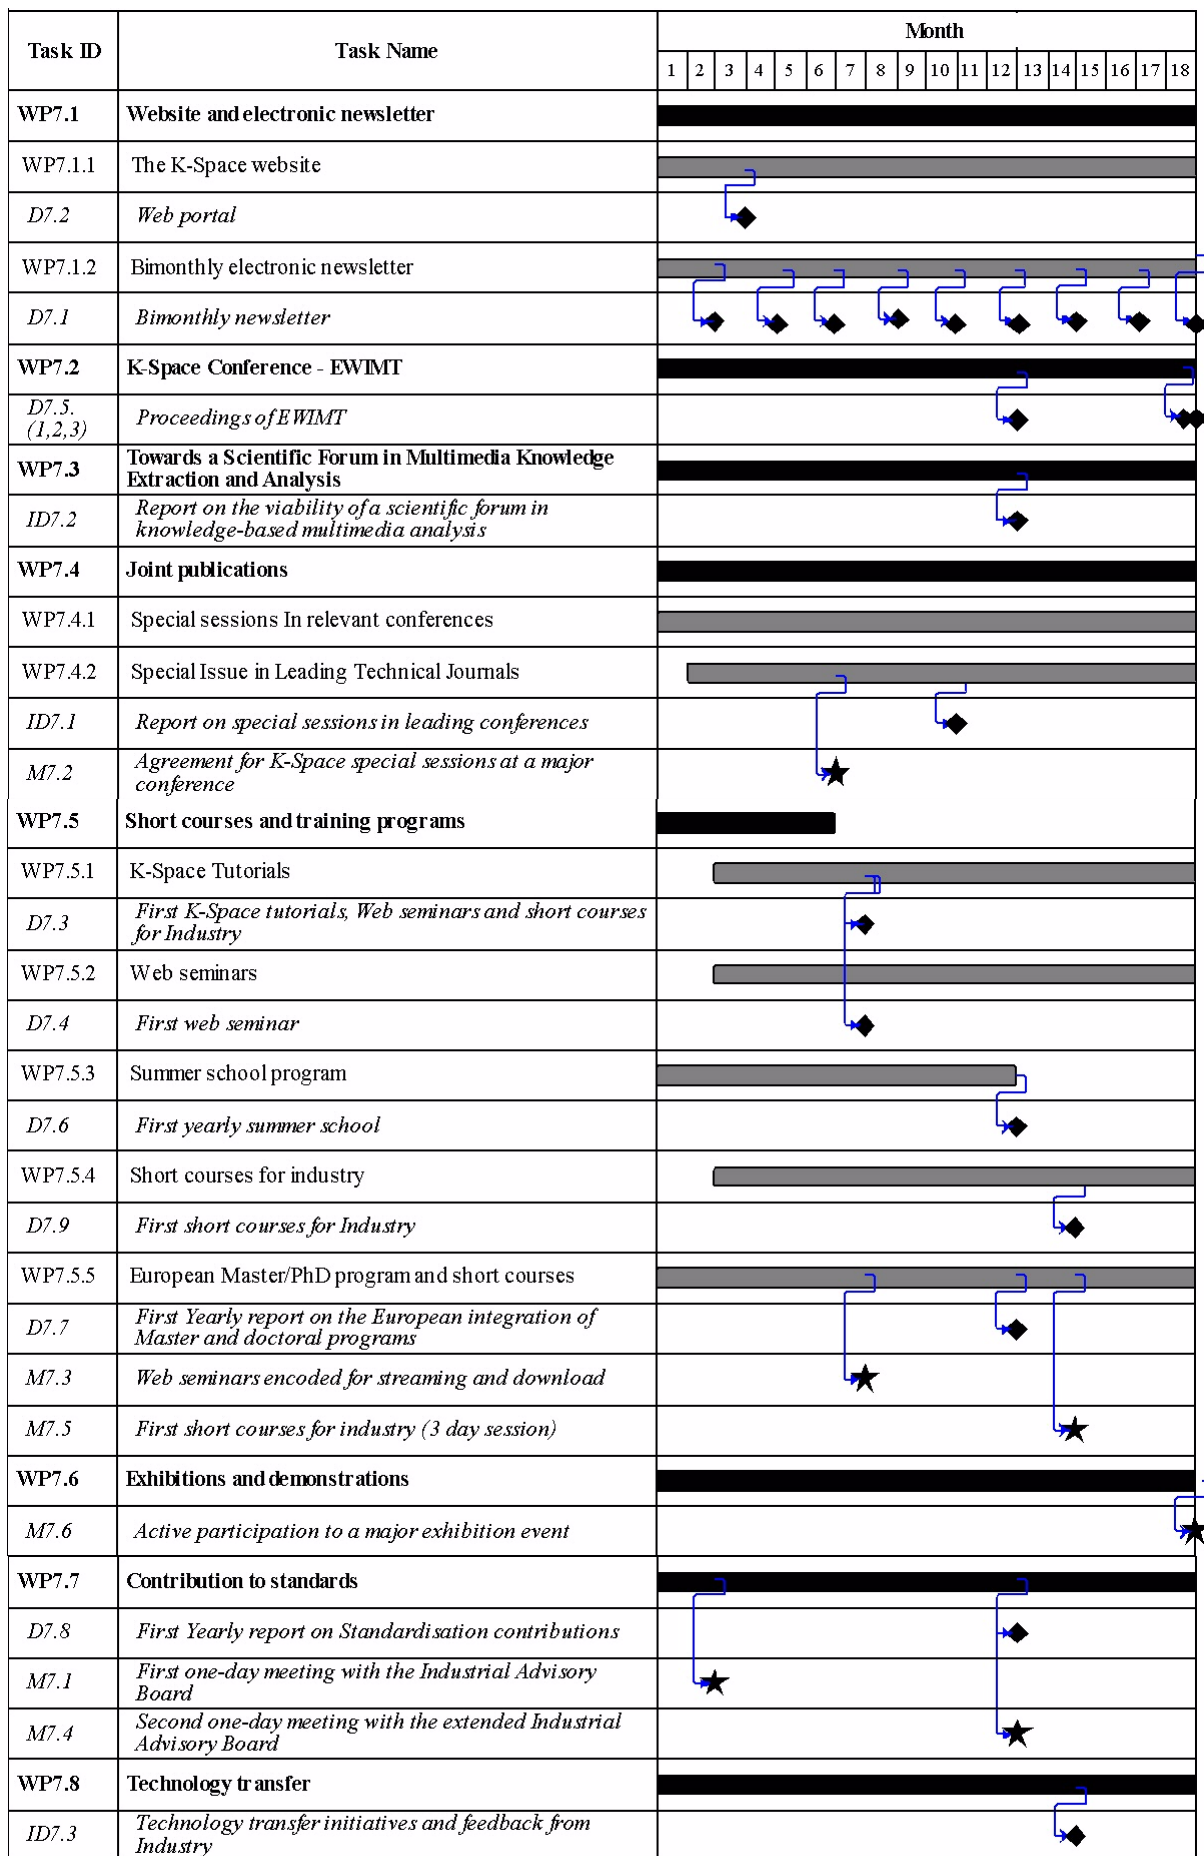 Task ID Task Name Month
1 2 3 4 5 6 7 8 9 10 11 12 13 14 15 16 17 18
WP7.1 Website and electronic newsletter
WP7.1.1 The K-Space website
D7.2 Web portal
WP7.1.2 Bimonthly electronic newsletter
D7.1 Bimonthly newsletter
WP7.2 K-Space Conference - EWIMT
D7.5.
(1,2,3)
Proceedings of EWIMT
WP7.3
Towards a Scientific Forum in Multimedia Knowledge
Extraction and Analysis
ID7.2
Report on the viability of a scientific forum in
knowledge-based multimedia analysis
WP7.4 Joint publications
WP7.4.1 Special sessions In relevant conferences
WP7.4.2 Special Issue in Leading Technical Journals
ID7.1 Report on special sessions in leading conferences
M7.2
Agreement for K-Space special sessions at a major
conference
WP7.5 Short courses and training programs
WP7.5.1 K-Space Tutorials
D7.3
First K-Space tutorials, Web seminars and short courses
for Industry
WP7.5.2 Web seminars
D7.4 First web seminar
WP7.5.3 Summer school program
D7.6 First yearly summer school
WP7.5.4 Short courses for industry
D7.9 First short courses for Industry
WP7.5.5 European Master/PhD program and short courses
D7.7
First Yearly report on the European integration of
Master and doctoral programs
M7.3 Web seminars encoded for streaming and download
M7.5 First short courses for industry (3 day session)
WP7.6 Exhibitions and demonstrations
M7.6 Active participation to a major exhibition event
WP7.7 Contribution to standards
D7.8 First Yearly report on Standardisation contributions
M7.1
First one-day meeting with the Industrial Advisory
Board
M7.4
Second one-day meeting with the extended Industrial
Advisory Board
WP7.8 Technology transfer
ID7.3
Technology transfer initiatives and feedback from
Industry